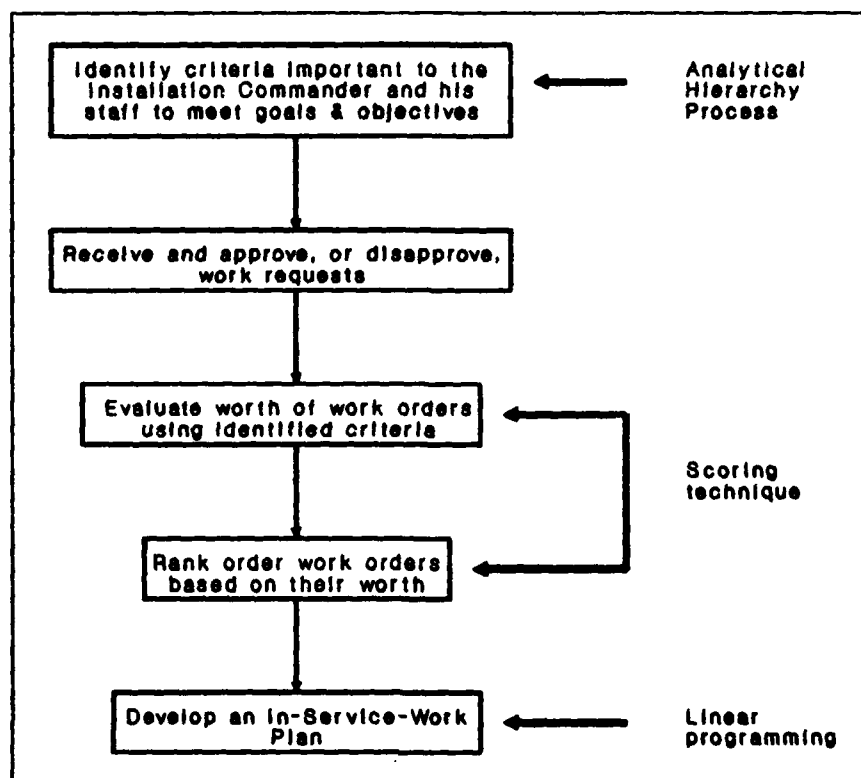 Identify criteria important to the
Installation Commander and his
staff to meet goals & objectives
Analytical
Hierarchy
Process
Receive and approve, or disapprove,
work requests
Evaluate worth of work orders
using identified criteria
Scoring
technique
Rank order work orders
based on their worth
Develop an In-Service-Work
Plan
Linear
programming